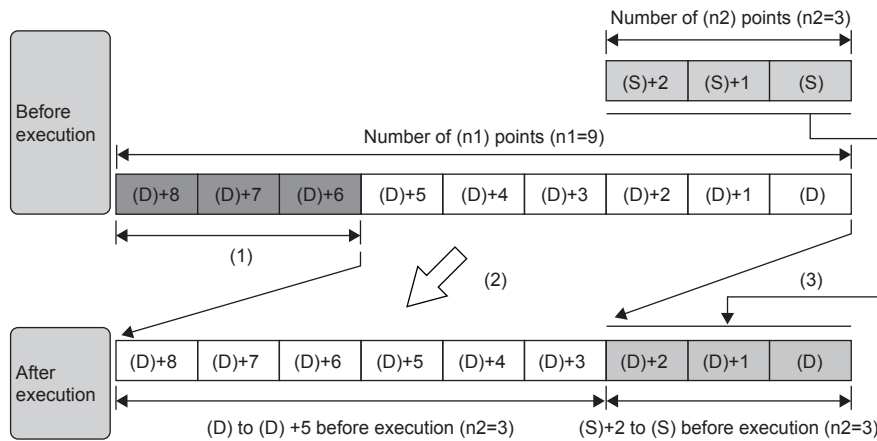 Number of (n2) points (n2=3)
(S)+2 (S)+1 (S)
Before
execution
Number of (n1) points (n1=9)
(D)+8 (D)+7 (D)+6 (D)+5 (D)+4 (D)+3 (D)+2 (D)+1 (D)
(1)
(2)
(3)
After
execution
(D)+8 (D)+7 (D)+6 (D)+5 (D)+4 (D)+3 (D)+2 (D)+1 (D)
(D) to (D) +5 before execution (n2=3)
(S)+2 to (S) before execution (n2=3)